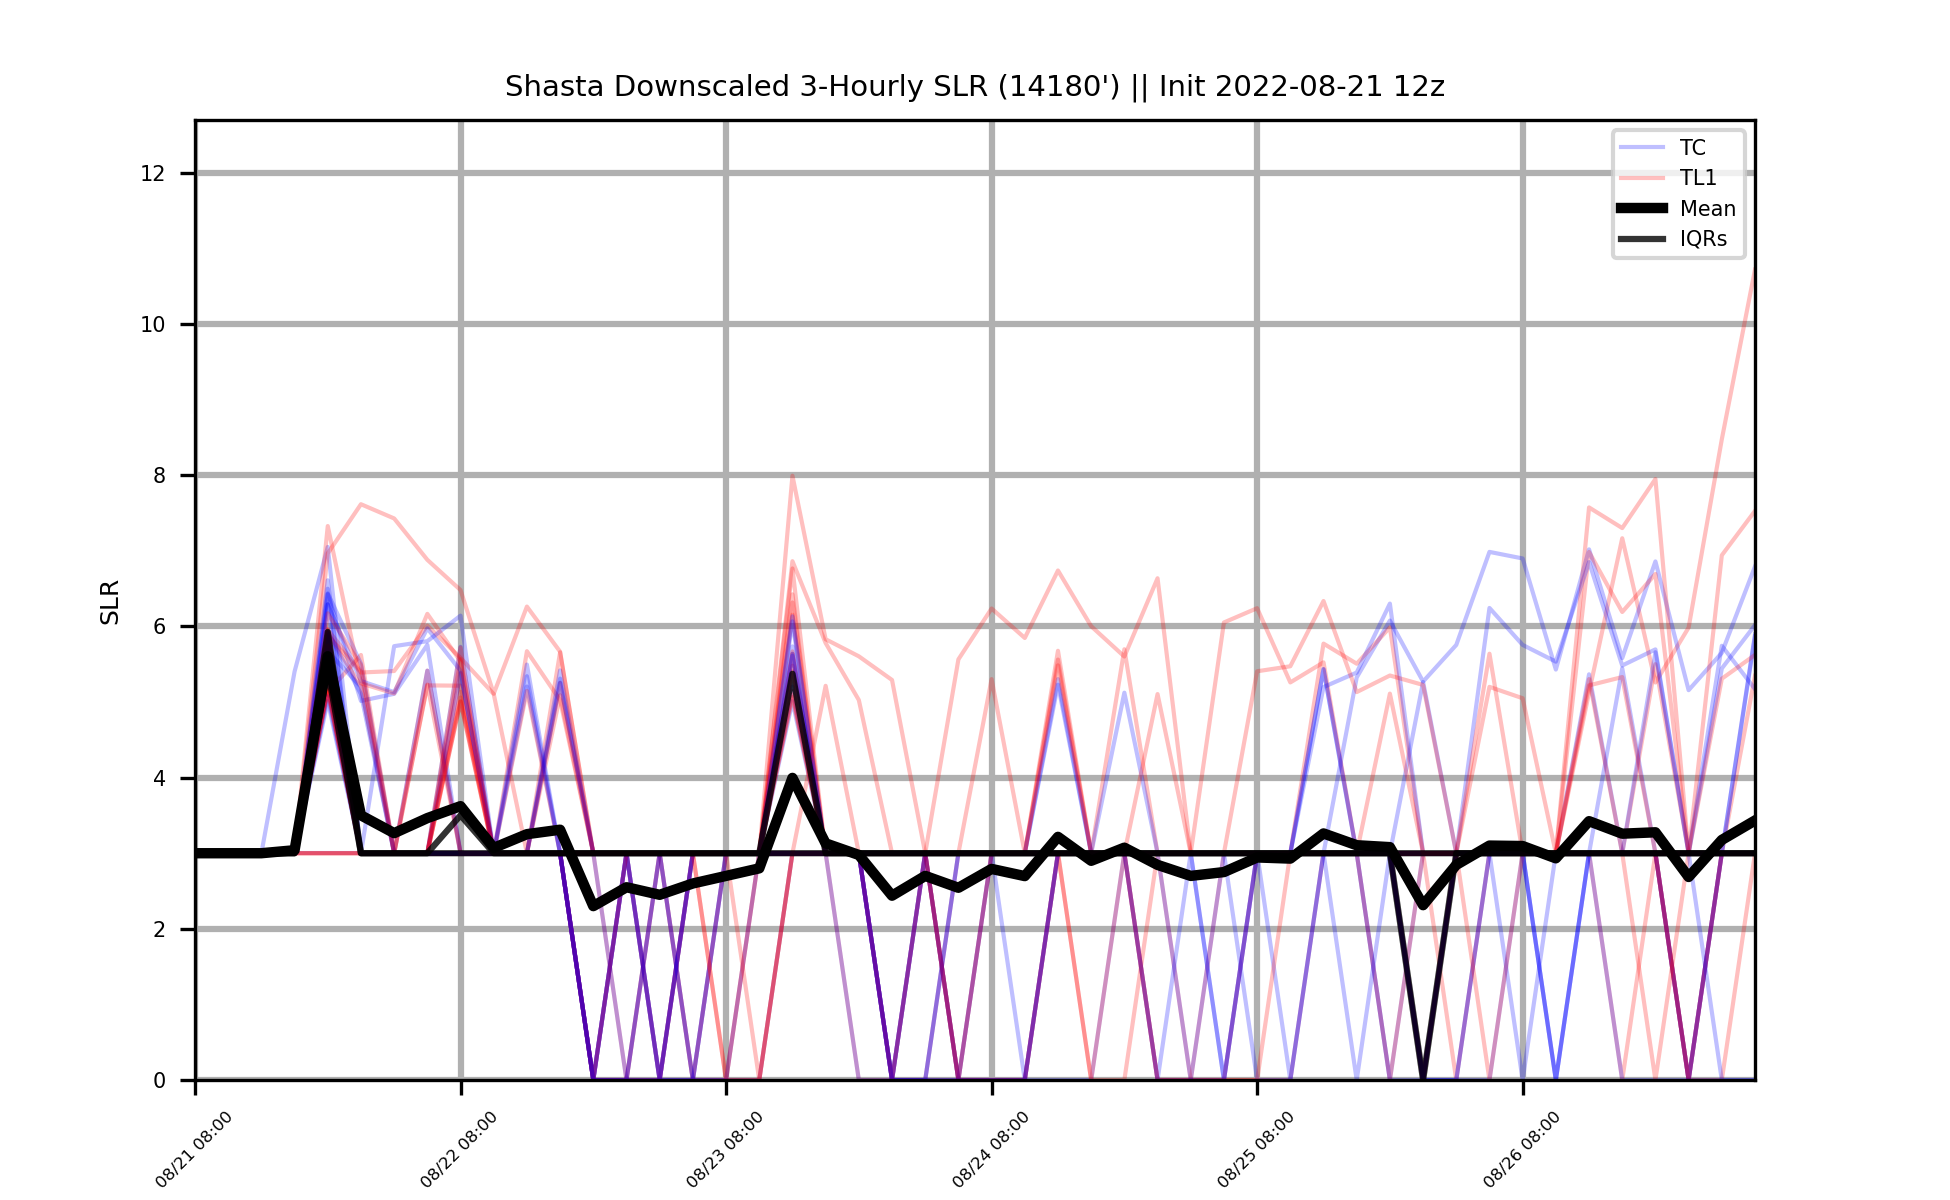 Shasta Downscaled 3-Hourly SLR (14180') || Init 2022-08-21 12z
TC
TL1
Mean
IQRs
SLR
12
10
8
6
4
2
0
08/21 08:00
08/22 08:00
08/23 08:00
08/24 08:00
08/25 08:00
08/26 08:00